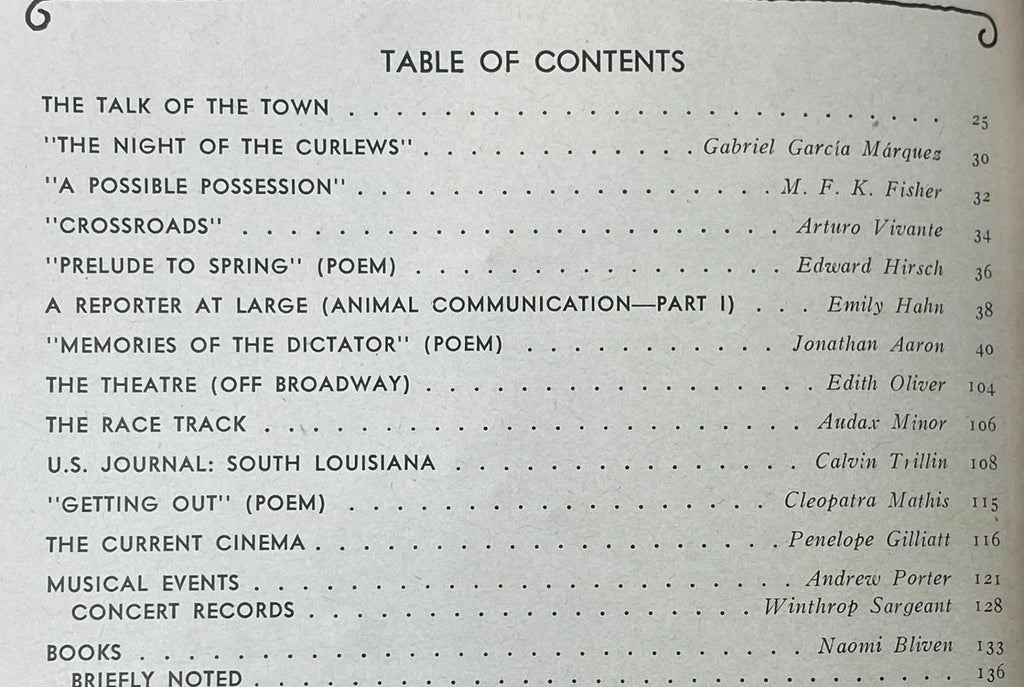 TABLE OF CONTENTS
THE TALK OF THE TOWN . . . . . . . . . . . . . . . . . . . . . . . . . . . . 25
"THE NIGHT OF THE CURLEWS" . . . . . . . . . . . . . Gabriel García Márquez 30
"A POSSIBLE POSSESSION" . . . . . . . . . . . . . . . . . . . M. F. K. Fisher 32
"CROSSROADS" . . . . . . . . . . . . . . . . . . . . . . . . Arturo Vivante 34
"PRELUDE TO SPRING" (POEM) . . . . . . . . . . . . . . . . . Edward Hirsch 36
A REPORTER AT LARGE (ANIMAL COMMUNICATION—PART I) . . . Emily Hahn 38
"MEMORIES OF THE DICTATOR" (POEM) . . . . . . . . . . . Jonathan Aaron 40
THE THEATRE (OFF BROADWAY) . . . . . . . . . . . . . . . . . Edith Oliver 104
THE RACE TRACK . . . . . . . . . . . . . . . . . . . . . . . . Audax Minor 106
U.S. JOURNAL: SOUTH LOUISIANA . . . . . . . . . . . . . . . Calvin Trillin 108
"GETTING OUT" (POEM) . . . . . . . . . . . . . . . . . . . Cleopatra Mathis 115
THE CURRENT CINEMA . . . . . . . . . . . . . . . . . . . . Penelope Gilliatt 116
MUSICAL EVENTS . . . . . . . . . . . . . . . . . . . . . . . . Andrew Porter 121
CONCERT RECORDS . . . . . . . . . . . . . . . . . . . . Winthrop Sargeant 128
BOOKS . . . . . . . . . . . . . . . . . . . . . . . . . . . . . Naomi Bliven 133
BRIEFLY NOTED . . . . . . . . . . . . . . . . . . . . . . . . . . . . . . 136